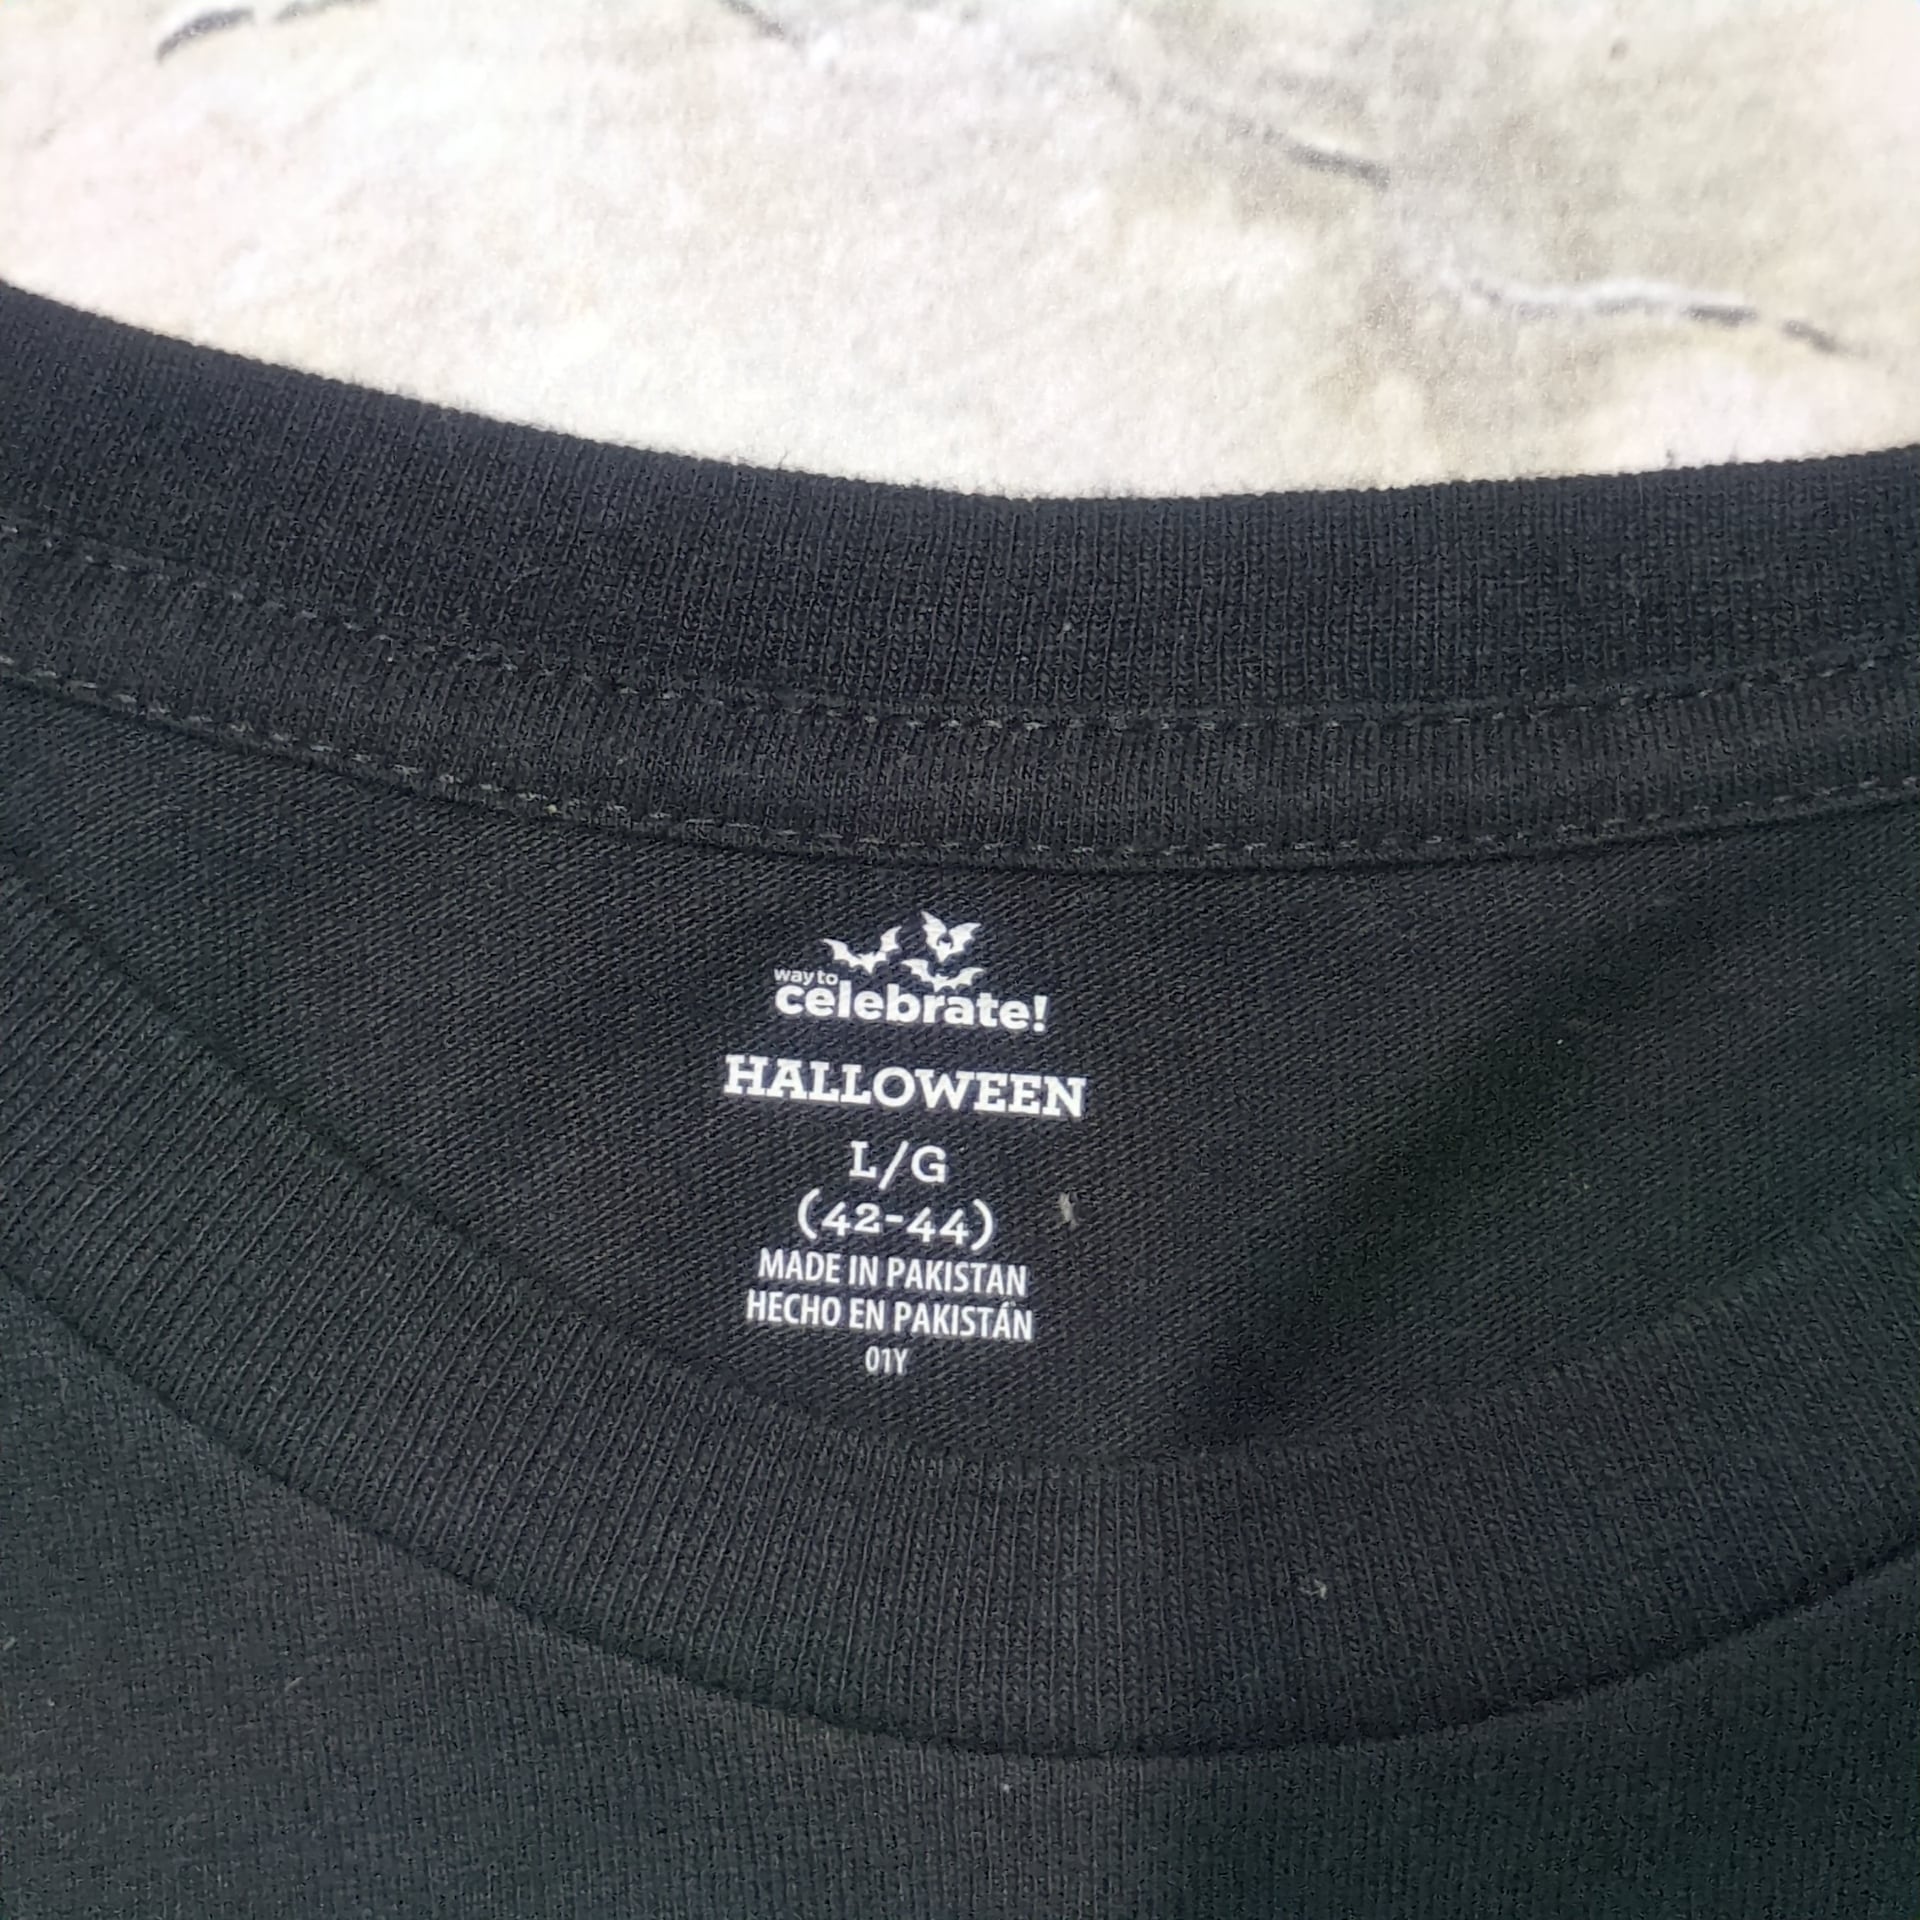 way to
celebrate!
HALLOWEEN
L/G
(42-44)
MADE IN PAKISTAN
HECHO EN PAKISTÁN
01Y